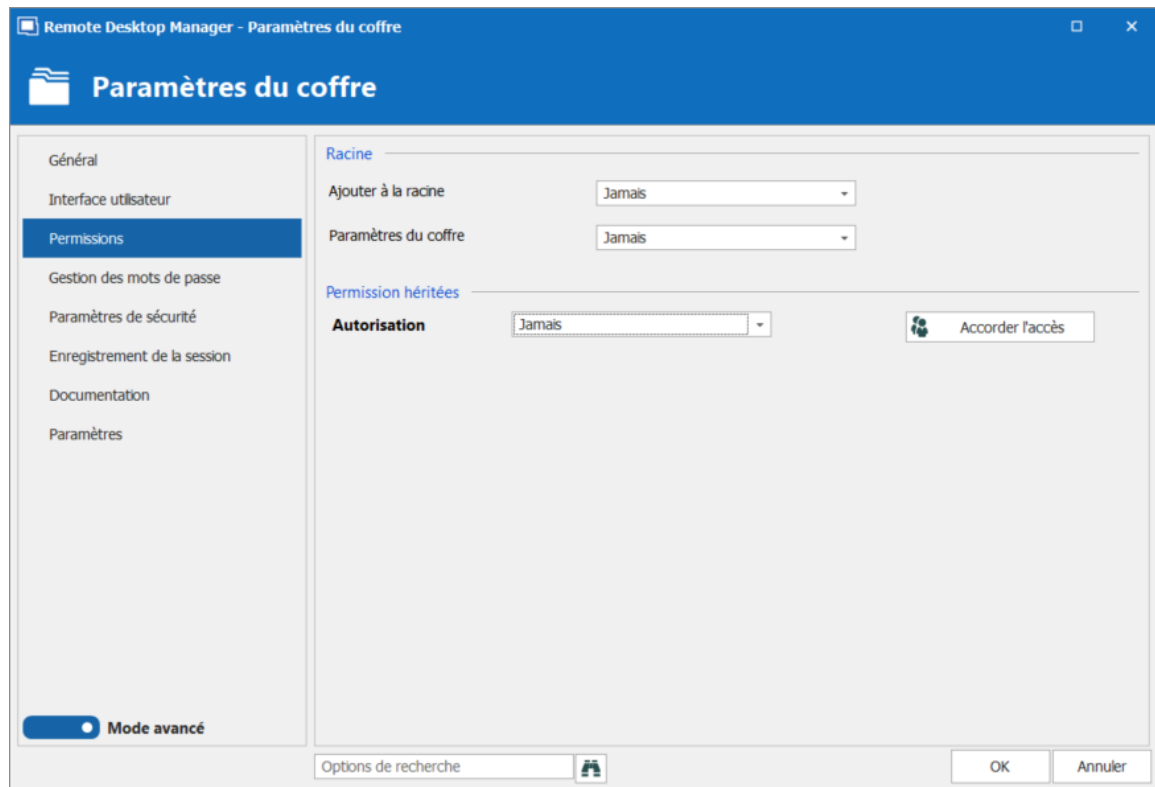 Remote Desktop Manager - Paramètres du coffre
Paramètres du coffre
Général
Interface utilisateur
Permissions
Gestion des mots de passe
Paramètres de sécurité
Enregistrement de la session
Documentation
Paramètres
Mode avancé
Racine
Ajouter à la racine Jamais
Paramètres du coffre Jamais
Permission héritées
Autorisation Jamais Accorder l'accès
Options de recherche
OK Annuler